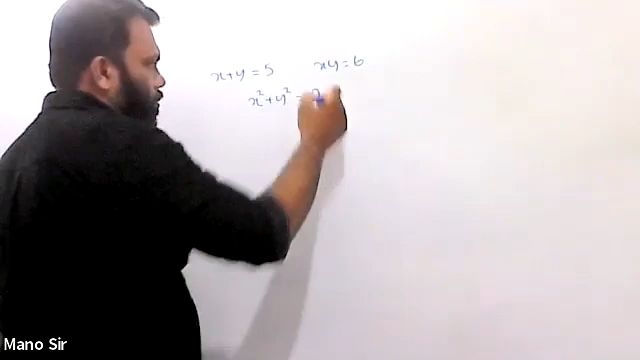 x+y = 5 xy = 6
x²+y² = ?
Mano Sir